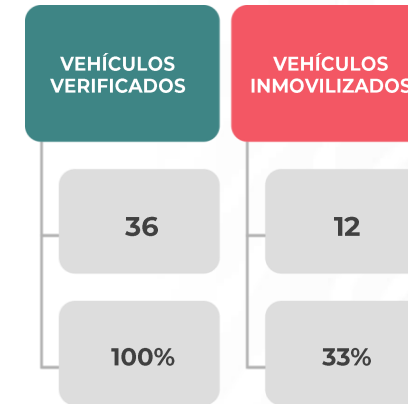 VEHÍCULOS
VERIFICADOS
36
100%
VEHÍCULOS
INMOVILIZADOS
12
33%